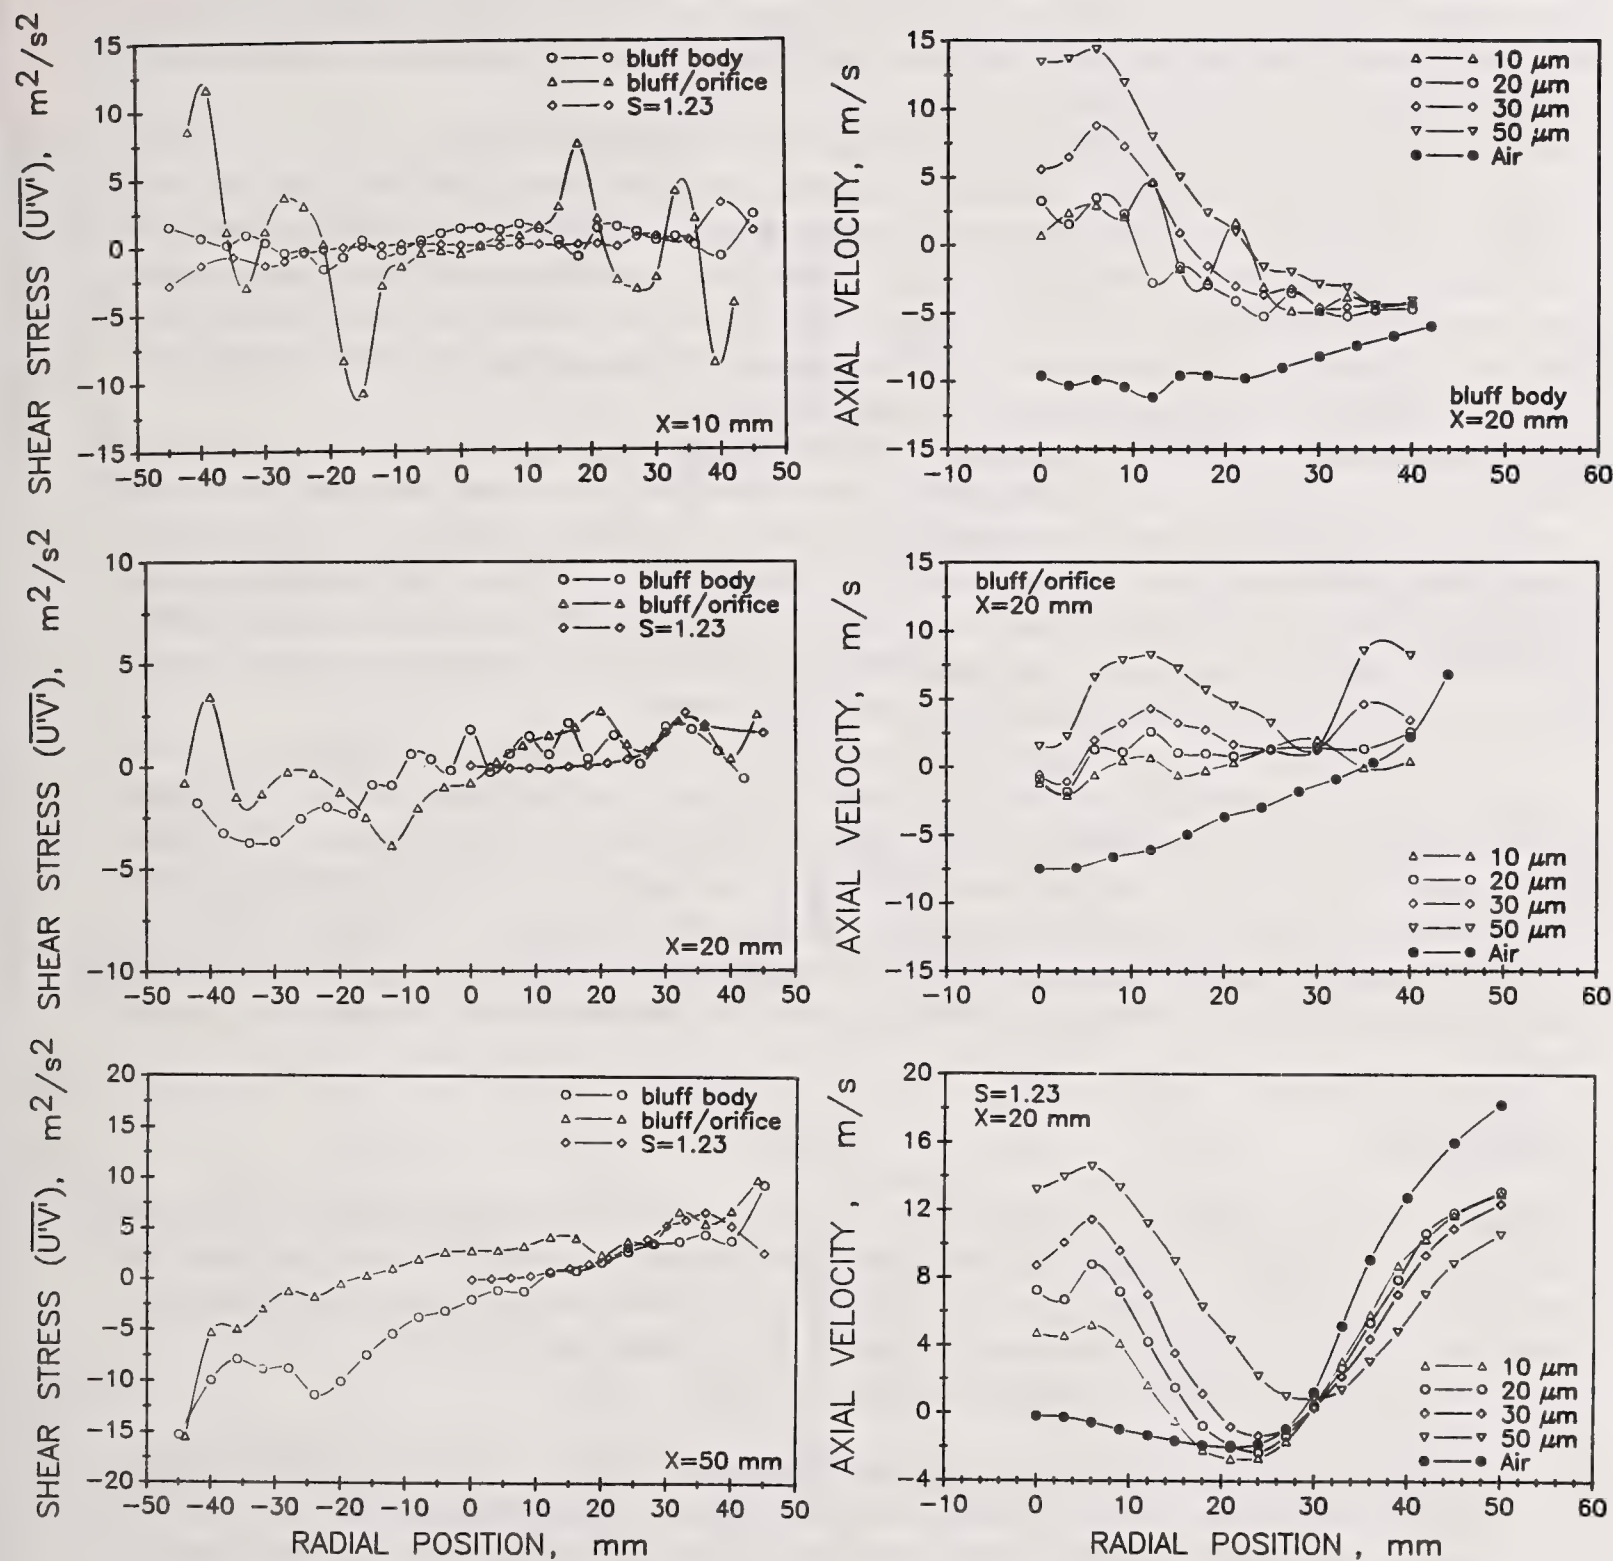 SHEAR STRESS (U'V'), m2/s2
15
10
5
0
−5
−10
−15
−50 −40 −30 −20 −10 0 10 20 30 40 50
bluff body
bluff/orifice
S=1.23
X=10 mm
AXIAL VELOCITY, m/s
15
10
5
0
−5
−10
−15
−10 0 10 20 30 40 50 60
10 μm
20 μm
30 μm
50 μm
Air
bluff body
X=20 mm
SHEAR STRESS (U'V'), m2/s2
10
5
0
−5
−10
−50 −40 −30 −20 −10 0 10 20 30 40 50
bluff body
bluff/orifice
S=1.23
X=20 mm
AXIAL VELOCITY, m/s
15
10
5
0
−5
−10
−15
−10 0 10 20 30 40 50 60
bluff/orifice
X=20 mm
10 μm
20 μm
30 μm
50 μm
Air
SHEAR STRESS (U'V'), m2/s2
20
15
10
5
0
−5
−10
−15
−20
−50 −40 −30 −20 −10 0 10 20 30 40 50
RADIAL POSITION, mm
bluff body
bluff/orifice
S=1.23
X=50 mm
AXIAL VELOCITY, m/s
20
16
12
8
4
0
−4
−10 0 10 20 30 40 50 60
RADIAL POSITION, mm
S=1.23
X=20 mm
10 μm
20 μm
30 μm
50 μm
Air